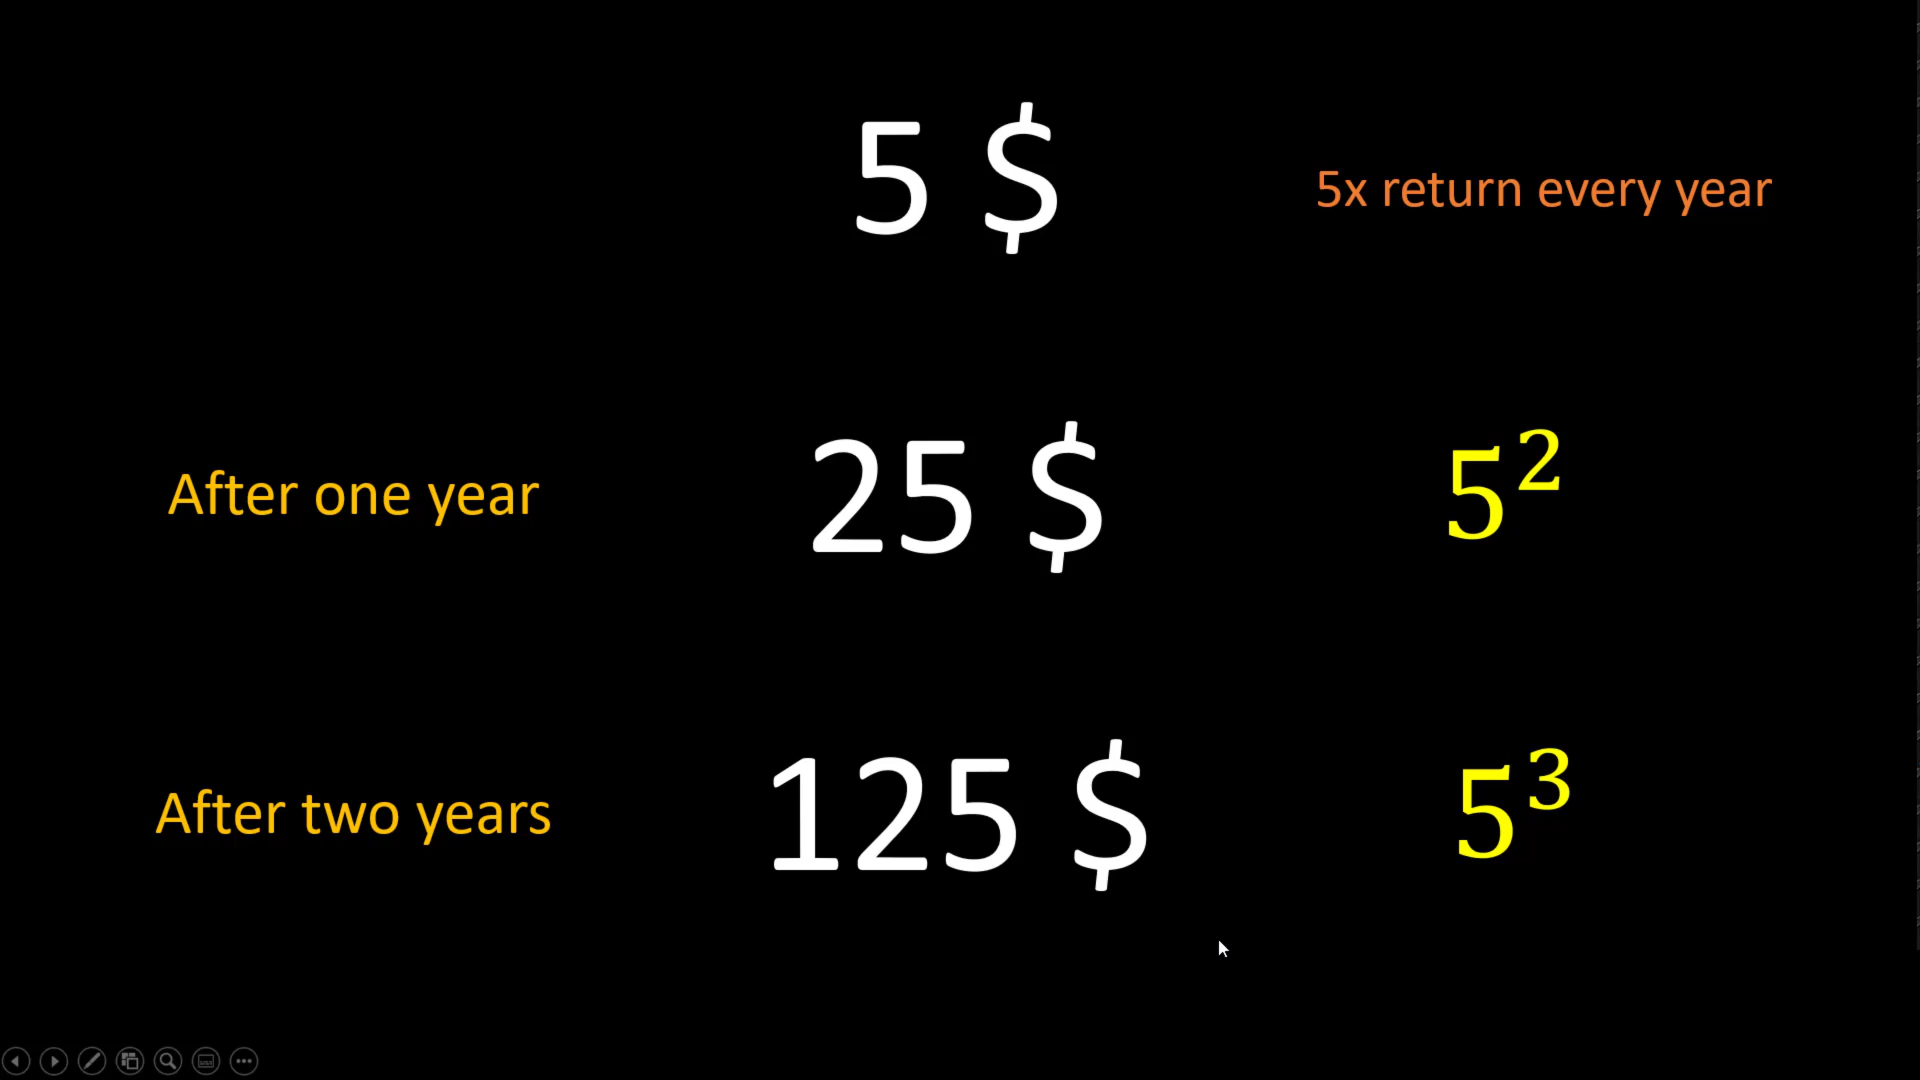 5 $
5x return every year
After one year
25 $
5²
After two years
125 $
5³